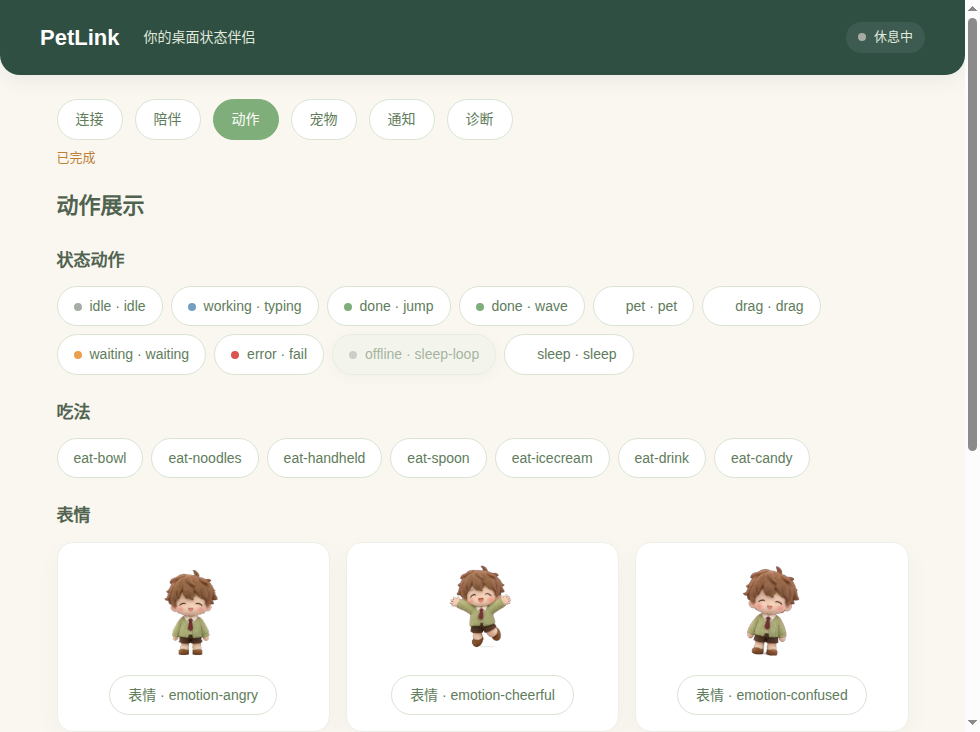 PetLink 你的桌面状态伴侣 休息中
连接 陪伴 动作 宠物 通知 诊断
已完成
动作展示
状态动作
idle · idle working · typing done · jump done · wave pet · pet drag · drag
waiting · waiting error · fail offline · sleep-loop sleep · sleep
吃法
eat-bowl eat-noodles eat-handheld eat-spoon eat-icecream eat-drink eat-candy
表情
表情 · emotion-angry 表情 · emotion-cheerful 表情 · emotion-confused